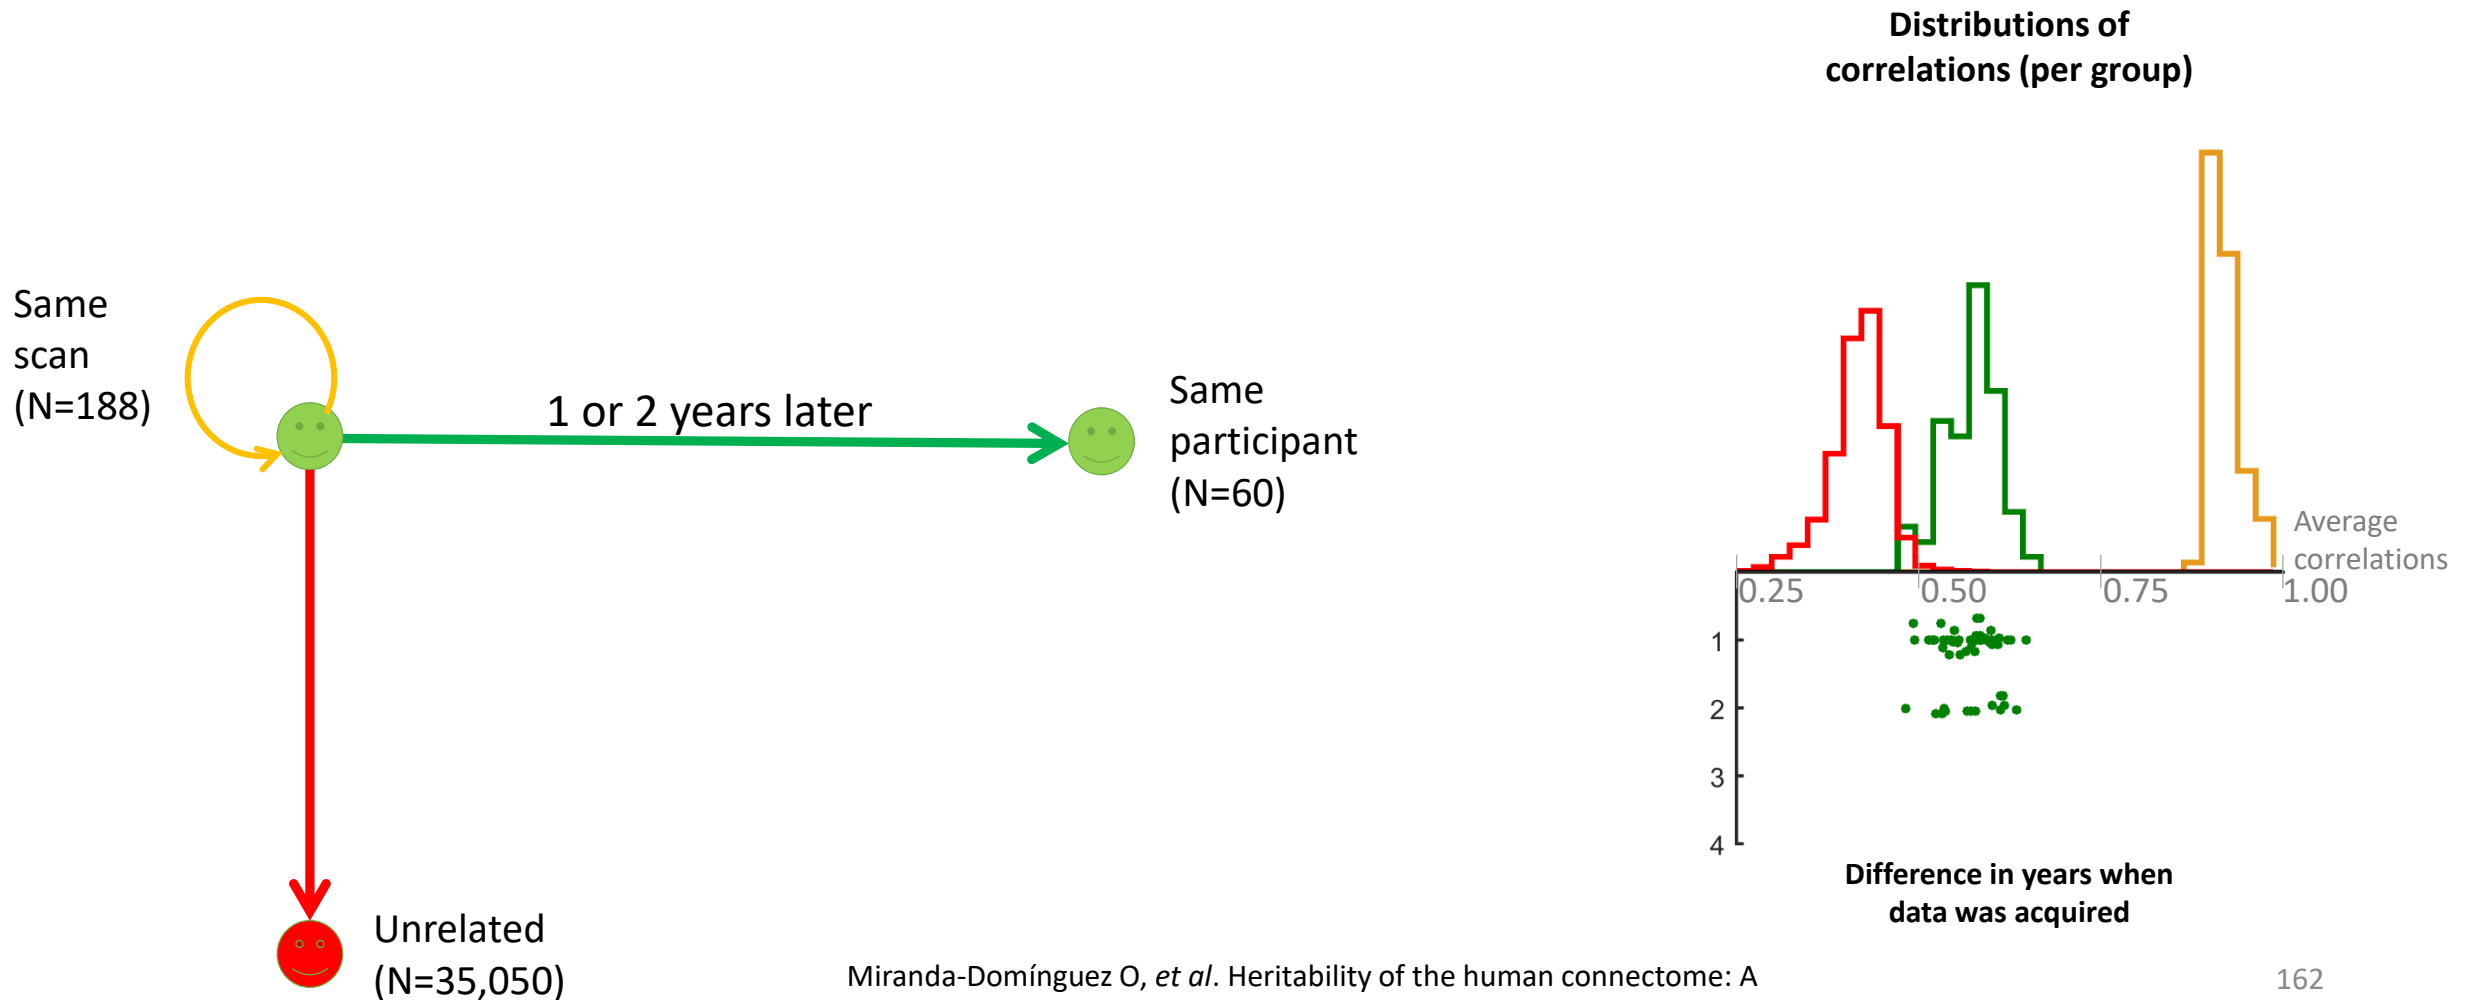 Distributions of
correlations (per group)
Same
scan
(N=188)
1 or 2 years later
Same
participant
(N=60)
Average
correlations
0.25
0.50
0.75
1.00
1
2
3
4
Difference in years when
data was acquired
Unrelated
(N=35,050)
Miranda-Domínguez O, et al. Heritability of the human connectome: A
162